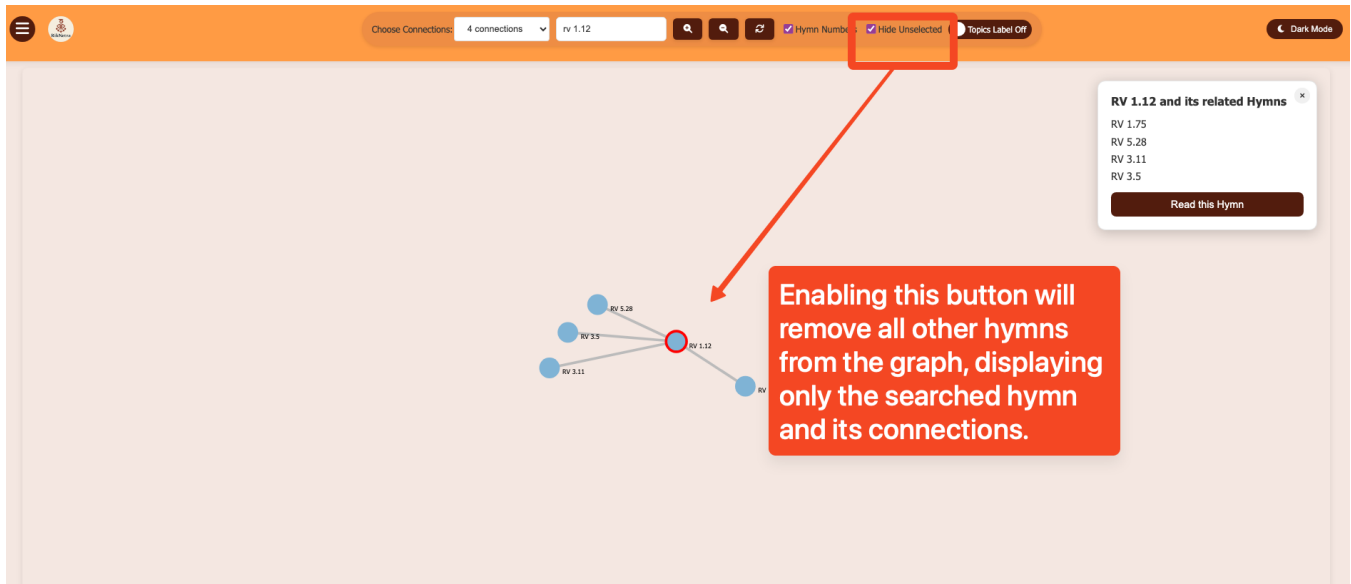 Choose Connections:
4 connections
rv 1.12
Hymn Numbers
Hide Unselected
Topics Label Off
Dark Mode
RV 1.12 and its related Hymns
×
RV 1.75
RV 5.28
RV 3.11
RV 3.5
Read this Hymn
RV 5.28
RV 3.5
RV 1.12
RV 3.11
RV
Enabling this button will
remove all other hymns
from the graph, displaying
only the searched hymn
and its connections.